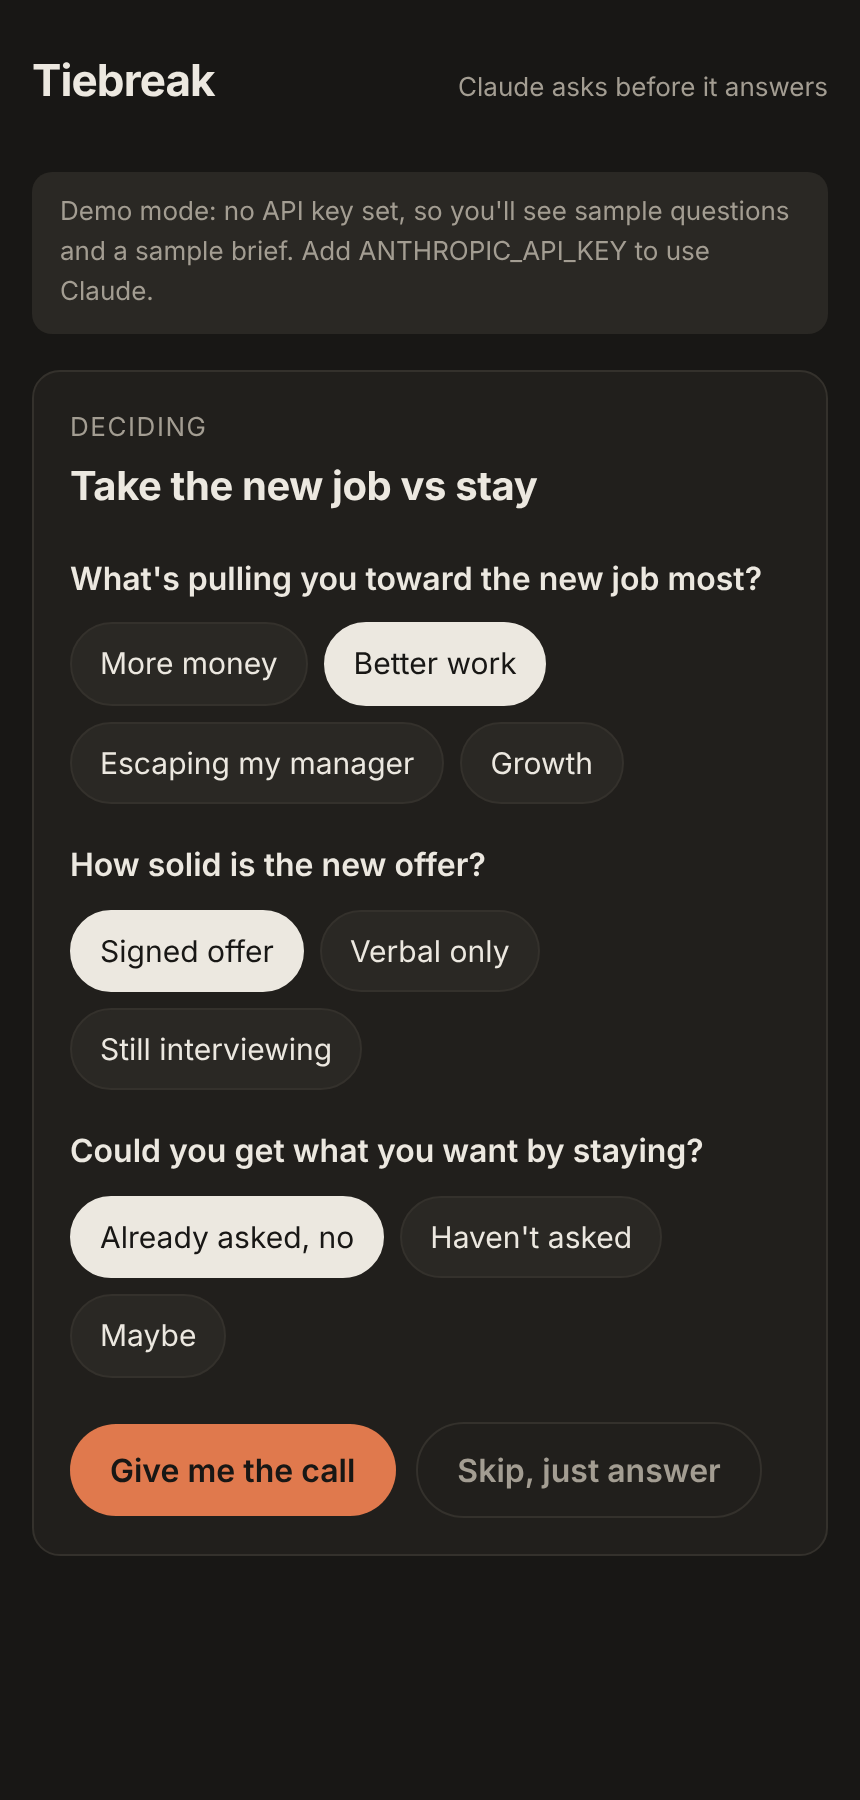 Tiebreak
Claude asks before it answers
Demo mode: no API key set, so you'll see sample questions
and a sample brief. Add ANTHROPIC_API_KEY to use
Claude.
DECIDING
Take the new job vs stay
What's pulling you toward the new job most?
More money
Better work
Escaping my manager
Growth
How solid is the new offer?
Signed offer
Verbal only
Still interviewing
Could you get what you want by staying?
Already asked, no
Haven't asked
Maybe
Give me the call
Skip, just answer